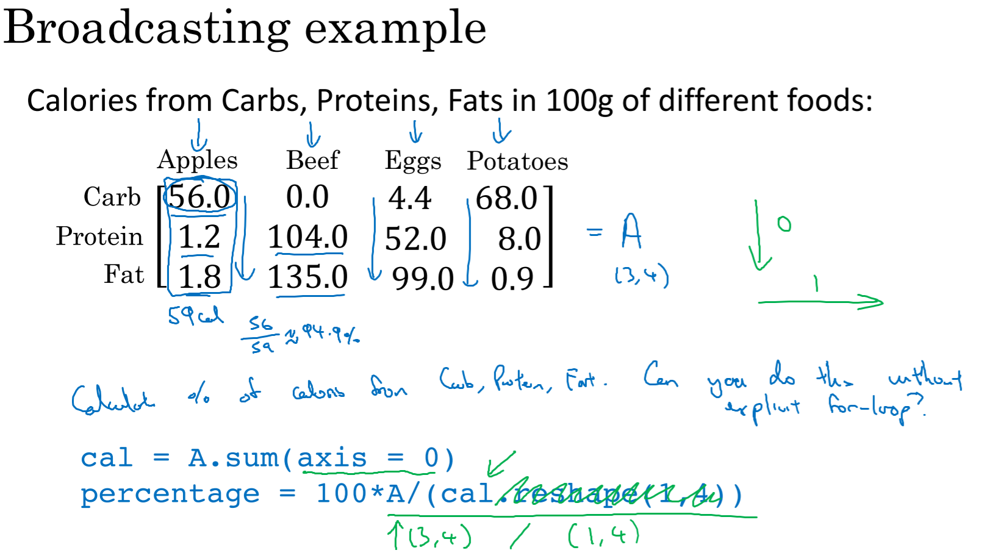 Broadcasting example
Calories from Carbs, Proteins, Fats in 100g of different foods:
Apples Beef Eggs Potatoes
Carb 56.0 0.0 4.4 68.0
Protein 1.2 104.0 52.0 8.0 = A
Fat 1.8 135.0 99.0 0.9 (3,4)
0
1
59 cal
56/59 ≈ 94.9%
Calculate % of calories from Carb, Protein, Fat. Can you do this without
explicit for-loop?
cal = A.sum(axis = 0)
percentage = 100*A/(cal.reshape(1,4))
↑(3,4) / (1,4)